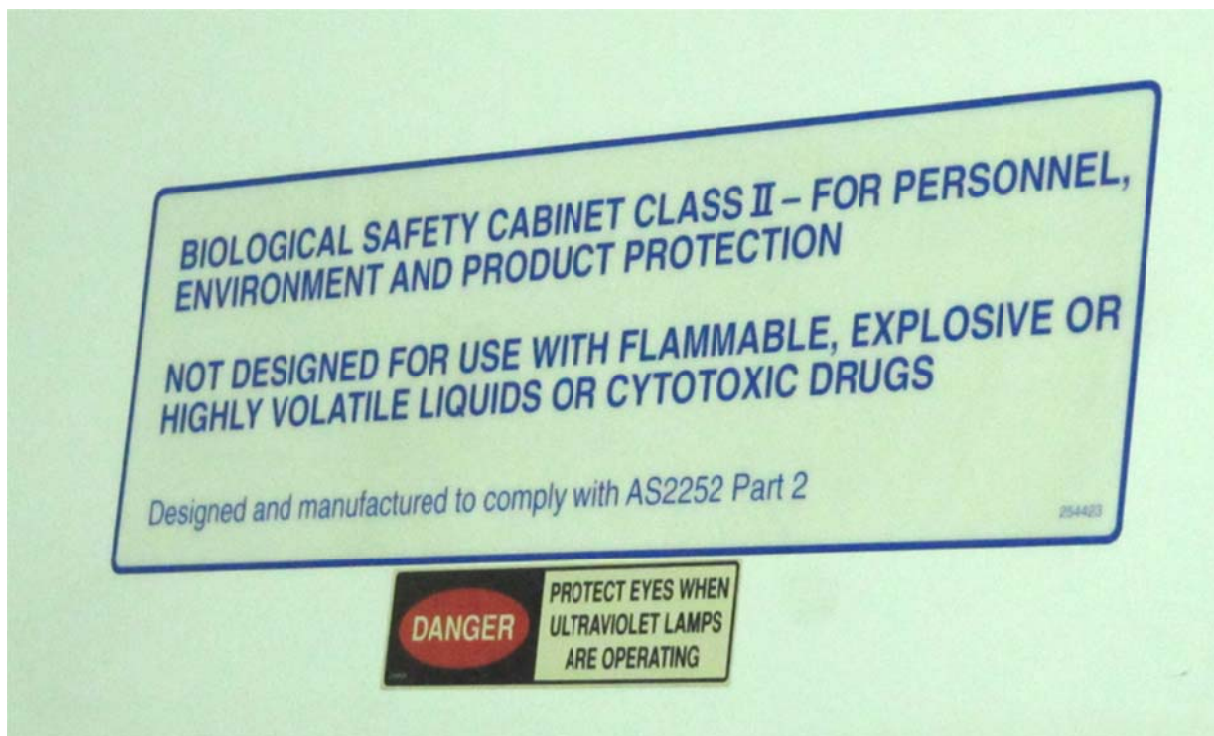 BIOLOGICAL SAFETY CABINET CLASS II – FOR PERSONNEL,
ENVIRONMENT AND PRODUCT PROTECTION
NOT DESIGNED FOR USE WITH FLAMMABLE, EXPLOSIVE OR
HIGHLY VOLATILE LIQUIDS OR CYTOTOXIC DRUGS
Designed and manufactured to comply with AS2252 Part 2
254423
DANGER
PROTECT EYES WHEN
ULTRAVIOLET LAMPS
ARE OPERATING